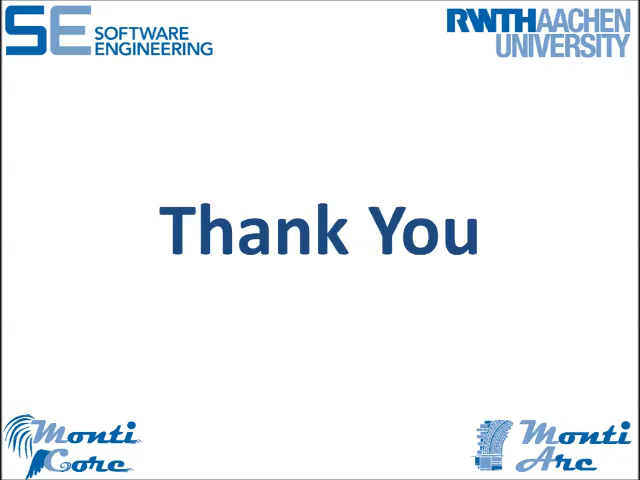 SE SOFTWARE
ENGINEERING
RWTHAACHEN
UNIVERSITY
Thank You
Monti
Core
Monti
Arc